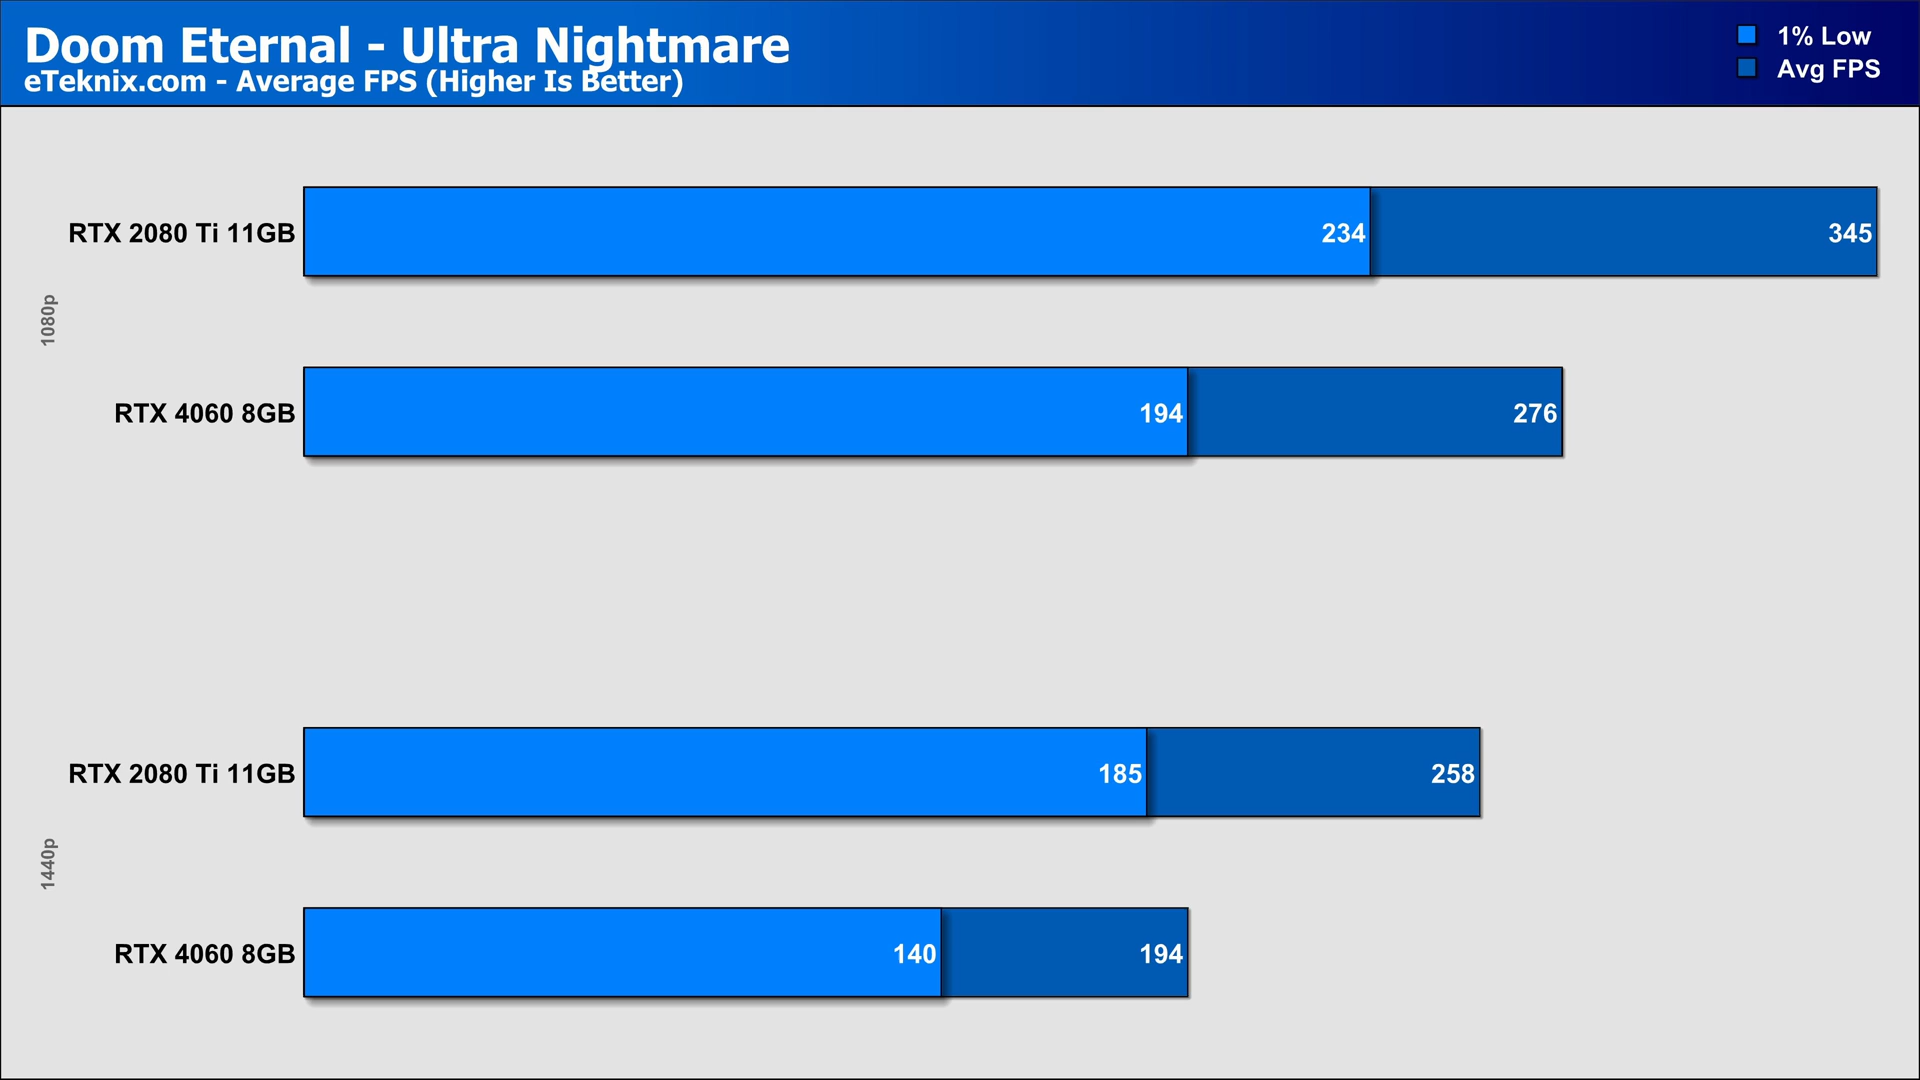 Doom Eternal - Ultra Nightmare
eTeknix.com - Average FPS (Higher Is Better)
1% Low
Avg FPS
1080p
RTX 2080 Ti 11GB
234
345
RTX 4060 8GB
194
276
1440p
RTX 2080 Ti 11GB
185
258
RTX 4060 8GB
140
194